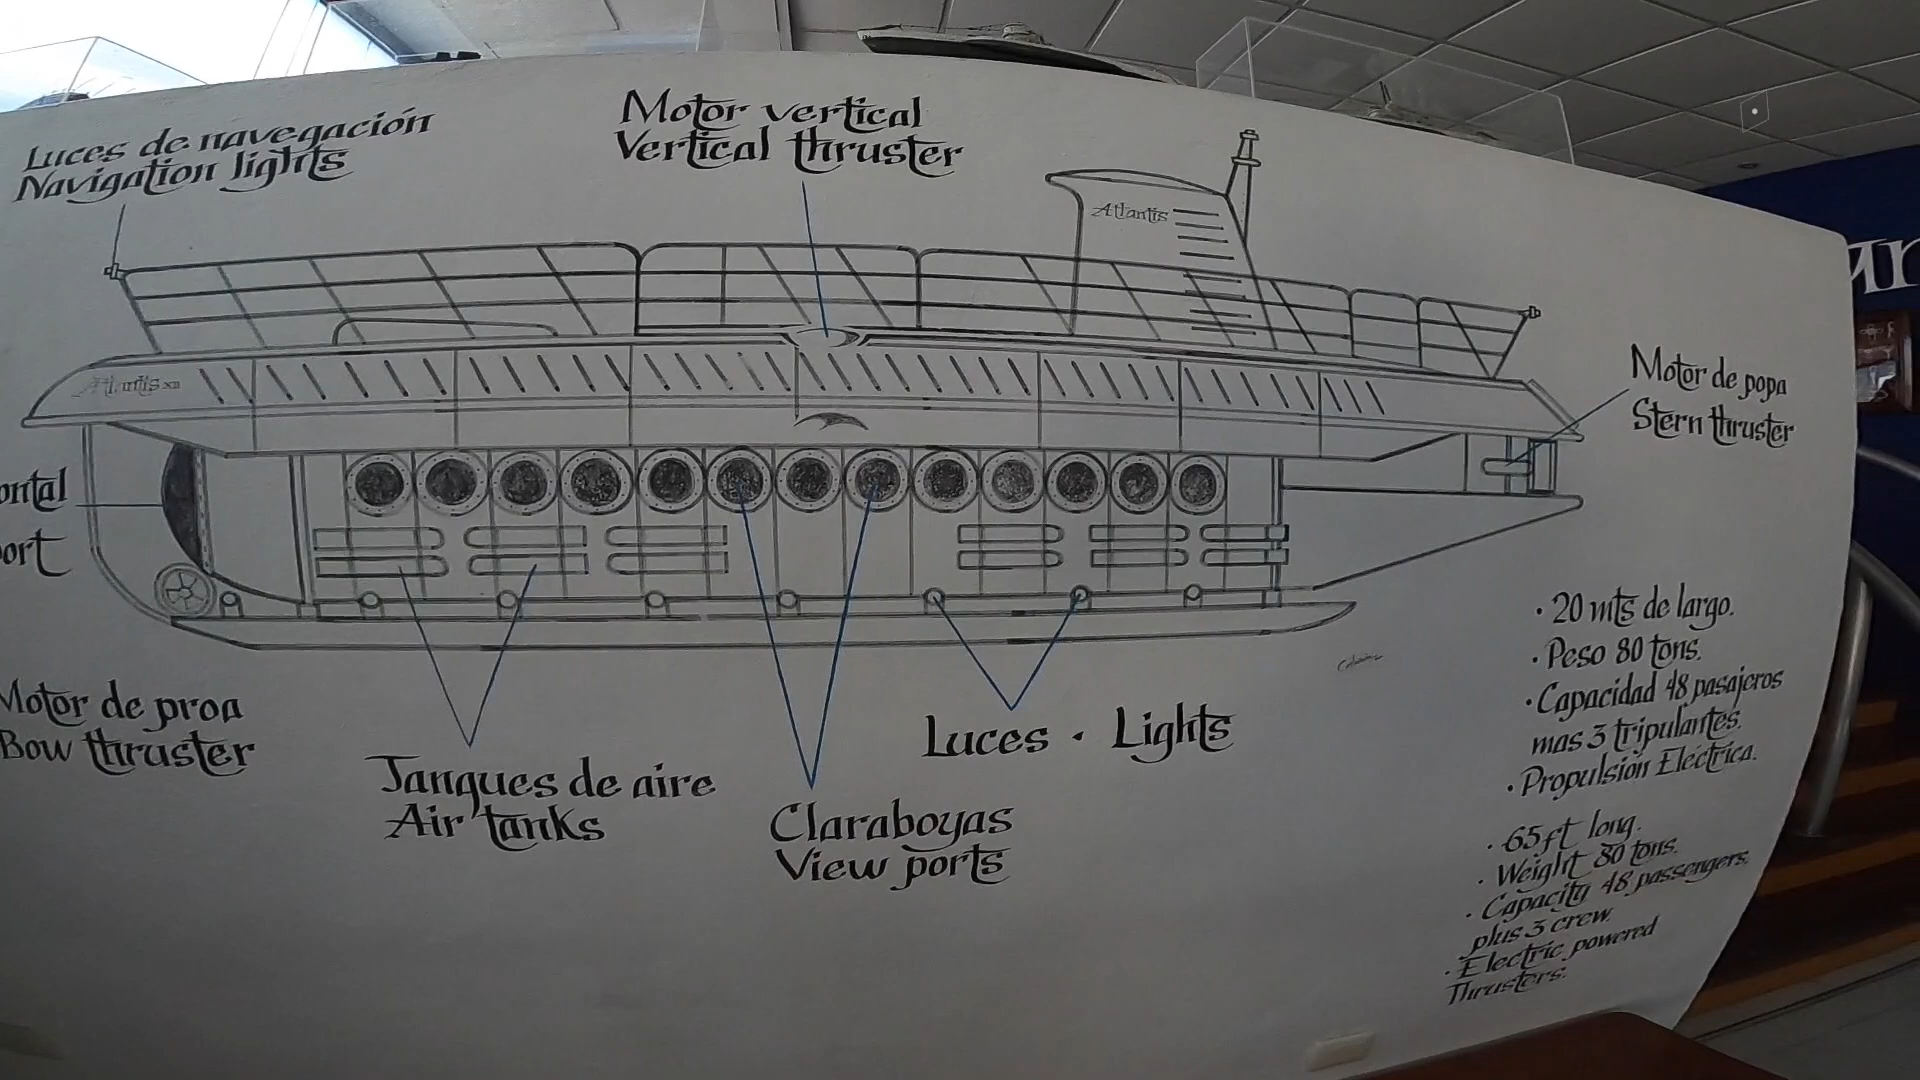 Luces de navegación
Navigation lights
Motor vertical
Vertical thruster
Atlantis
Atlantis XII
Motor de popa
Stern thruster
ontal
ort
Motor de proa
Bow thruster
Tanques de aire
Air tanks
Claraboyas
View ports
Luces · Lights
· 20 mts de largo.
· Peso 80 tons.
· Capacidad 48 pasajeros
mas 3 tripulantes.
· Propulsión Eléctrica.
· 65 ft long.
· Weight 80 tons.
· Capacity 48 passengers,
plus 3 crew.
· Electric powered
Thrusters.